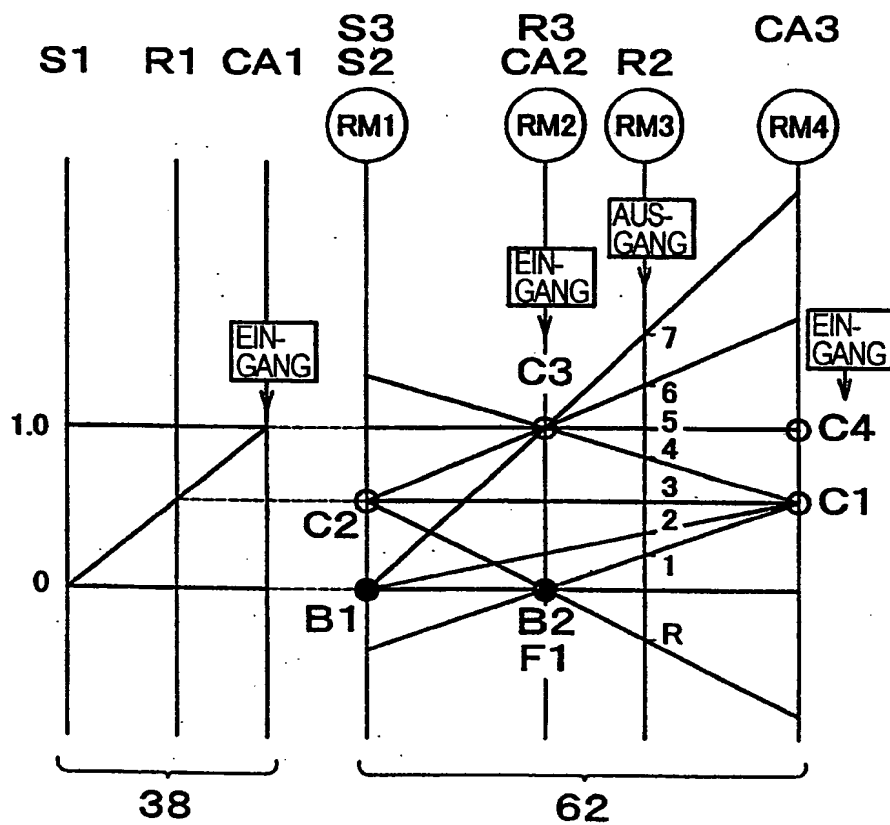 S3 R3 CA3
S1 R1 CA1 S2 CA2 R2
RM1 RM2 RM3 RM4
AUS-
GANG
EIN-
GANG
EIN-
GANG
EIN-
GANG
7
C3
6
1.0 5 C4
4
3 C1
C2
2
1
0
B1 B2
F1
R
38 62